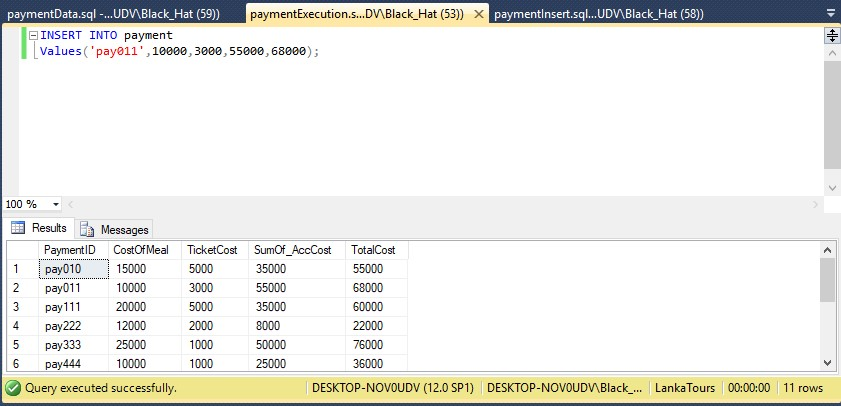 paymentData.sql -...UDV\Black_Hat (59)) paymentExecution.s...DV\Black_Hat (53)) paymentInsert.sql...UDV\Black_Hat (58))
INSERT INTO payment
Values('pay011',10000,3000,55000,68000);
100 %
Results Messages
PaymentID CostOfMeal TicketCost SumOf_AccCost TotalCost
1 pay010 15000 5000 35000 55000
2 pay011 10000 3000 55000 68000
3 pay111 20000 5000 35000 60000
4 pay222 12000 2000 8000 22000
5 pay333 25000 1000 50000 76000
6 pay444 10000 1000 25000 36000
Query executed successfully. DESKTOP-NOV0UDV (12.0 SP1) DESKTOP-NOV0UDV\Black_... LankaTours 00:00:00 11 rows